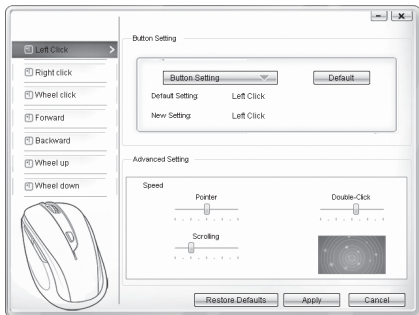 Left Click
Right click
Wheel click
Forward
Backward
Wheel up
Wheel down
Button Setting
Button Setting
Default
Default Setting: Left Click
New Setting: Left Click
Advanced Setting
Speed
Pointer
Double-Click
Scrolling
Restore Defaults
Apply
Cancel